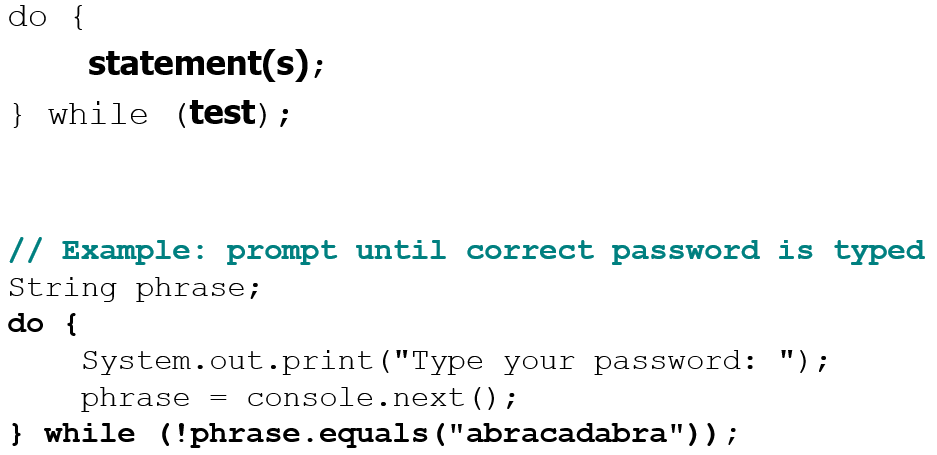 do {
    statement(s);
} while (test);
// Example: prompt until correct password is typed
String phrase;
do {
    System.out.print("Type your password: ");
    phrase = console.next();
} while (!phrase.equals("abracadabra"));